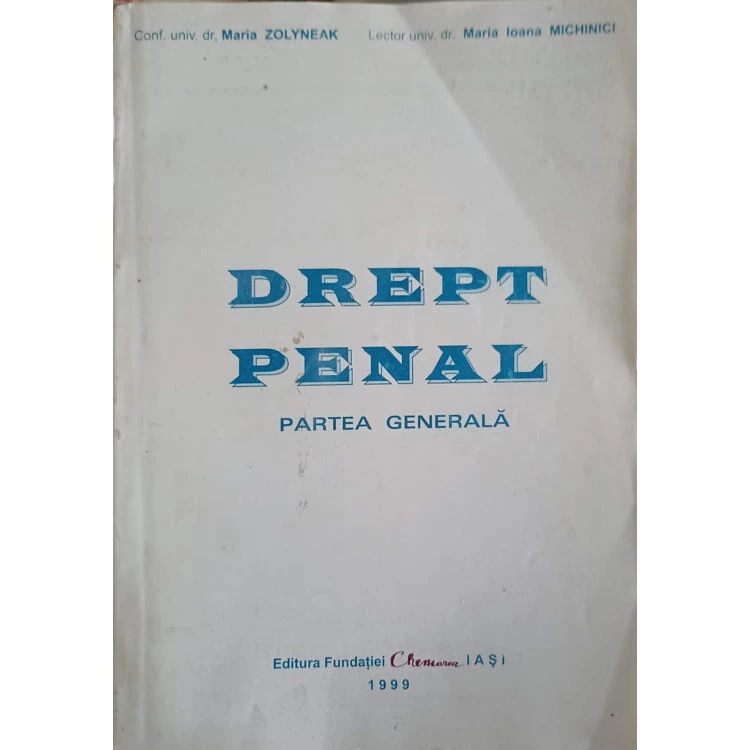 Conf. univ. dr, Maria ZOLYNEAK Lector univ. dr. Maria Ioana MICHINICI
DREPT
PENAL
PARTEA GENERALĂ
Editura Fundației Chemarea IAȘI
1999